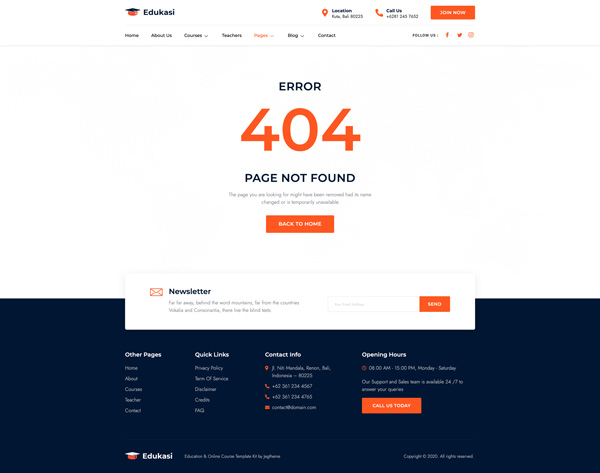 Edukasi
Location
Kuta, Bali 80225
Call Us
+6281 245 7652
JOIN NOW
Home
About Us
Courses
Teachers
Pages
Blog
Contact
FOLLOW US :
ERROR
404
PAGE NOT FOUND
The page you are looking for might have been removed had its name
changed or is temporarily unavailable
BACK TO HOME
Newsletter
Far far away, behind the word mountains, far from the countries
Vokalia and Consonantia, there live the blind texts.
Your Email Address
SEND
Other Pages
Home
About
Courses
Teacher
Contact
Quick Links
Privacy Policy
Term Of Service
Disclaimer
Credits
FAQ
Contact Info
Jl. Niti Mandala, Renon, Bali,
Indonesia – 80225
+62 361 234 4567
+62 361 234 4765
contact@domain.com
Opening Hours
08.00 AM - 15.00 PM, Monday - Saturday
Our Support and Sales team is available 24 /7 to
answer your queries
CALL US TODAY
Edukasi
Education & Online Course Template Kit by Jegtheme
Copyright © 2020. All rights reserved.